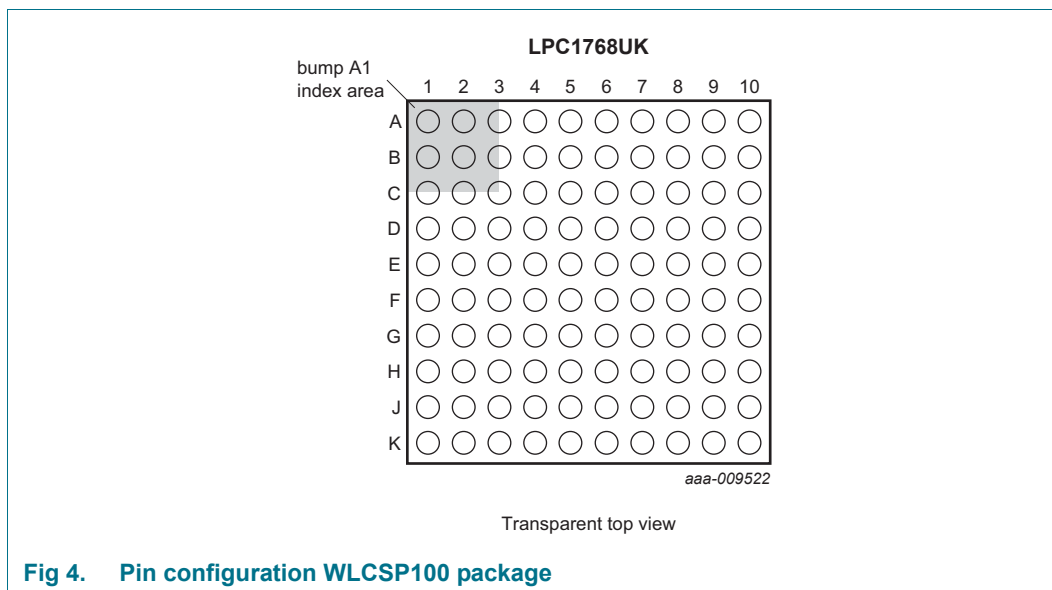 LPC1768UK
bump A1
index area
1 2 3 4 5 6 7 8 9 10
A
B
C
D
E
F
G
H
J
K
aaa-009522
Transparent top view
Fig 4. Pin configuration WLCSP100 package